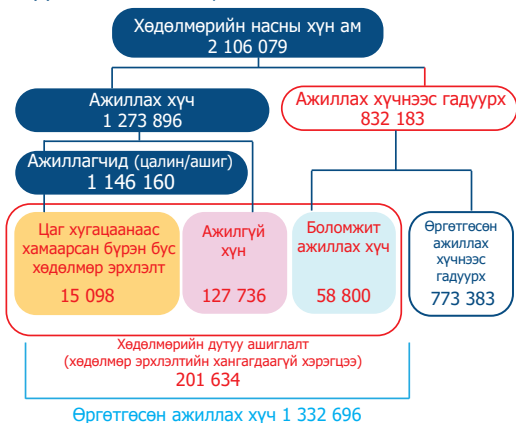 Хөдөлмөрийн насны хүн ам
2 106 079
Ажиллах хүч
1 273 896
Ажиллах хүчнээс гадуурх
832 183
Ажиллагчид (цалин/ашиг)
1 146 160
Цаг хугацаанаас
хамаарсан бүрэн бус
хөдөлмөр эрхлэлт
15 098
Ажилгүй
хүн
127 736
Боломжит
ажиллах хүч
58 800
Өргөтгөсөн
ажиллах
хүчнээс
гадуурх
773 383
Хөдөлмөрийн дутуу ашиглалт
(хөдөлмөр эрхлэлтийн хангагдаагүй хэрэгцээ)
201 634
Өргөтгөсөн ажиллах хүч 1 332 696